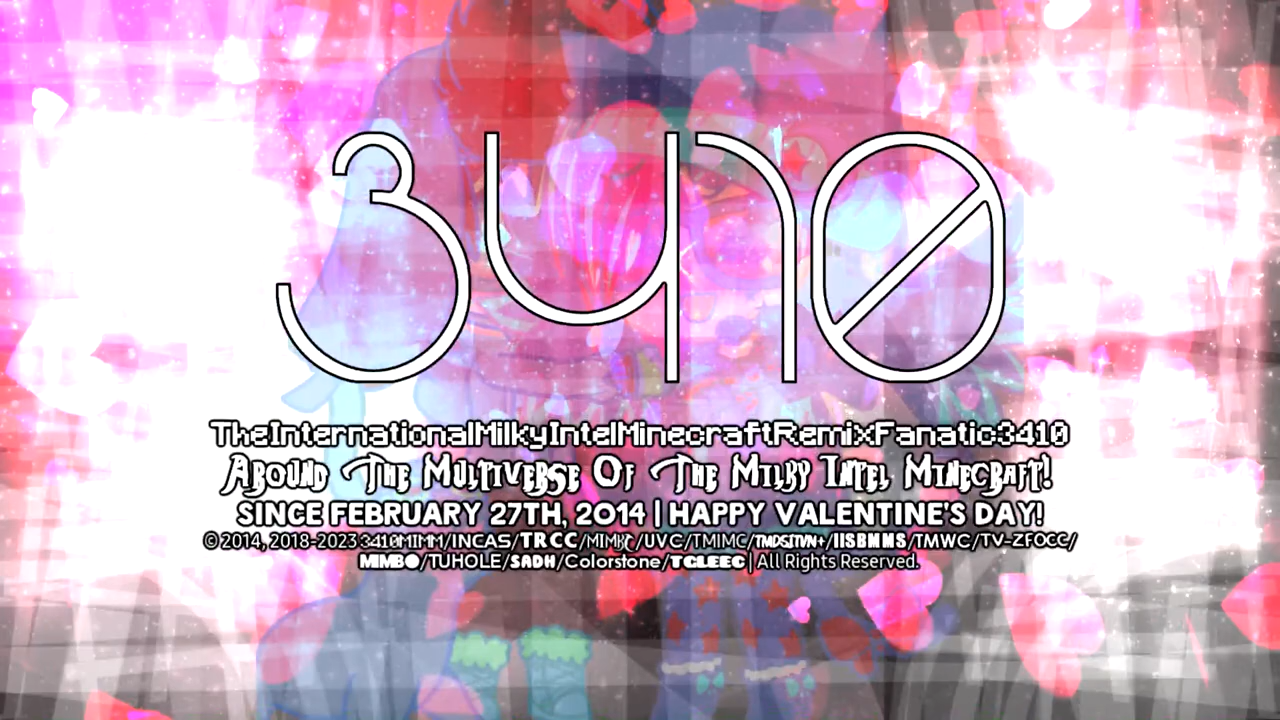 3410
TheInternationalMilkyIntelMinecraftRemixFanatic3410
Around The Multiverse Of The Milky Intel Minecraft!
SINCE FEBRUARY 27TH, 2014 | HAPPY VALENTINE'S DAY!
© 2014, 2018-2023 3410MIMM/INCAS/TRCC/MIMRC/UVC/TMIMC/TMDSITVN+/IISBMMS/TMWC/TV-ZFOCC/
MIMBO/TUHOLE/SADH/Colorstone/TGLEEC | All Rights Reserved.